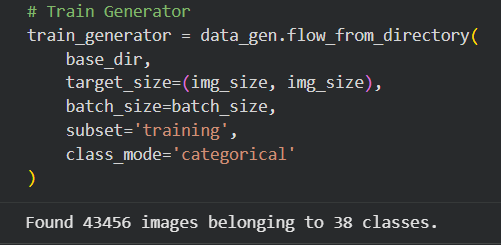 # Train Generator
train_generator = data_gen.flow_from_directory(
    base_dir,
    target_size=(img_size, img_size),
    batch_size=batch_size,
    subset='training',
    class_mode='categorical'
)
Found 43456 images belonging to 38 classes.